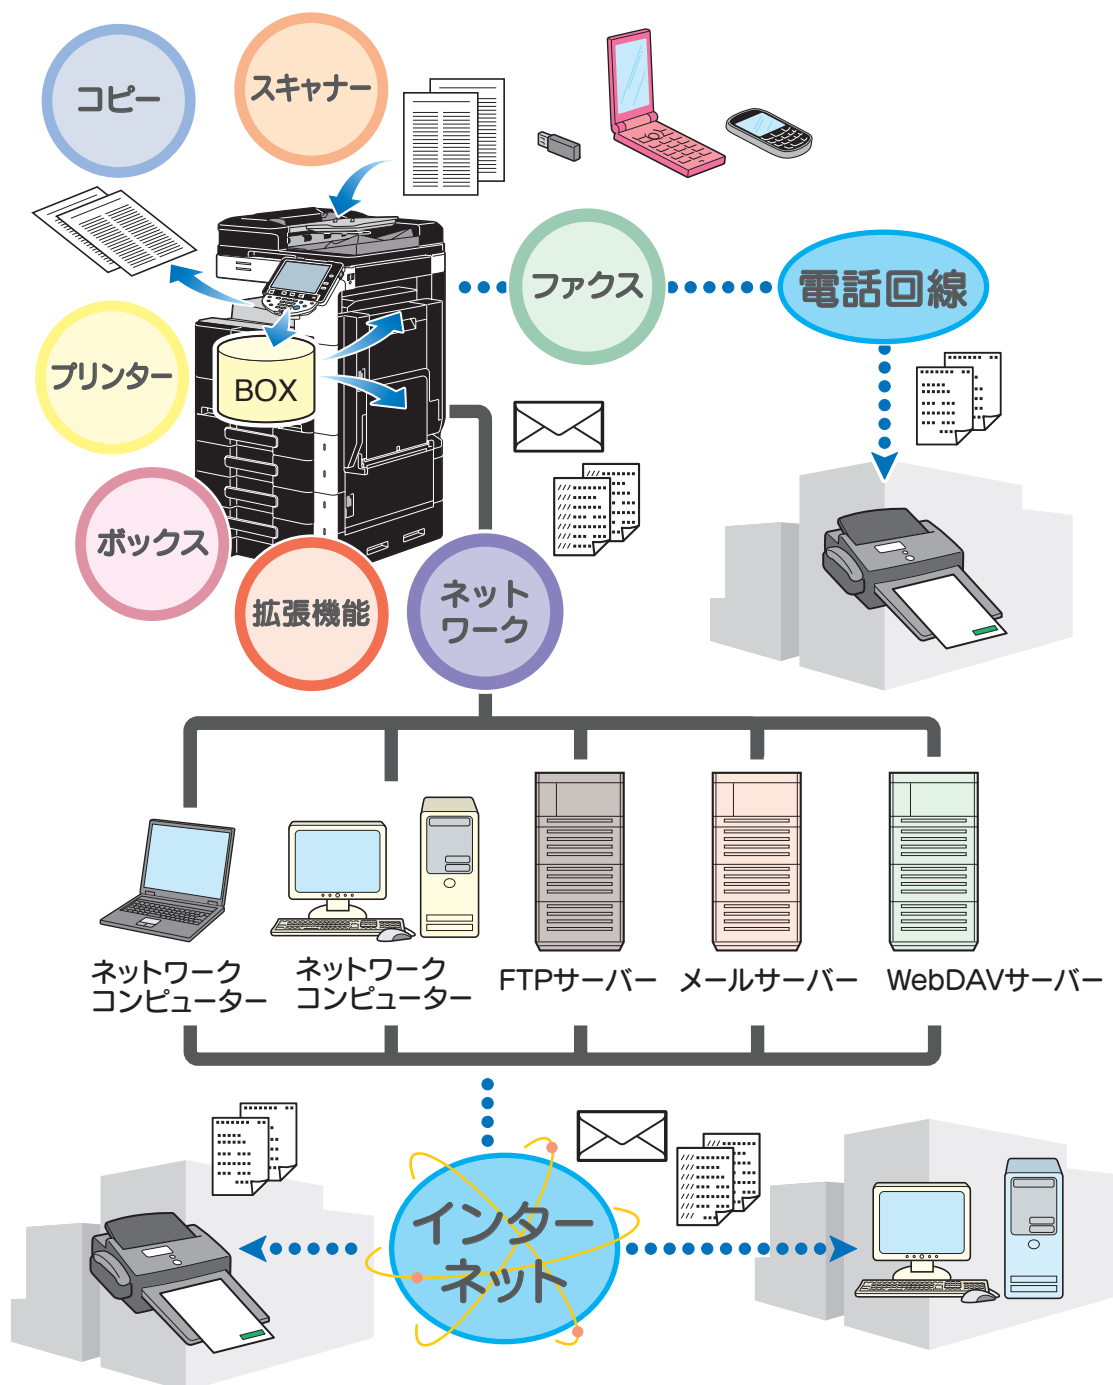 コピー
スキャナー
ファクス
電話回線
プリンター
BOX
ボックス
拡張機能
ネット
ワーク
ネットワーク
コンピューター
ネットワーク
コンピューター
FTPサーバー
メールサーバー
WebDAVサーバー
インター
ネット